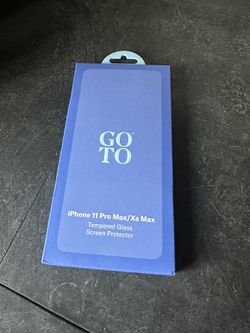 GO
TO
iPhone 11 Pro Max/Xs Max
Tempered Glass
Screen Protector